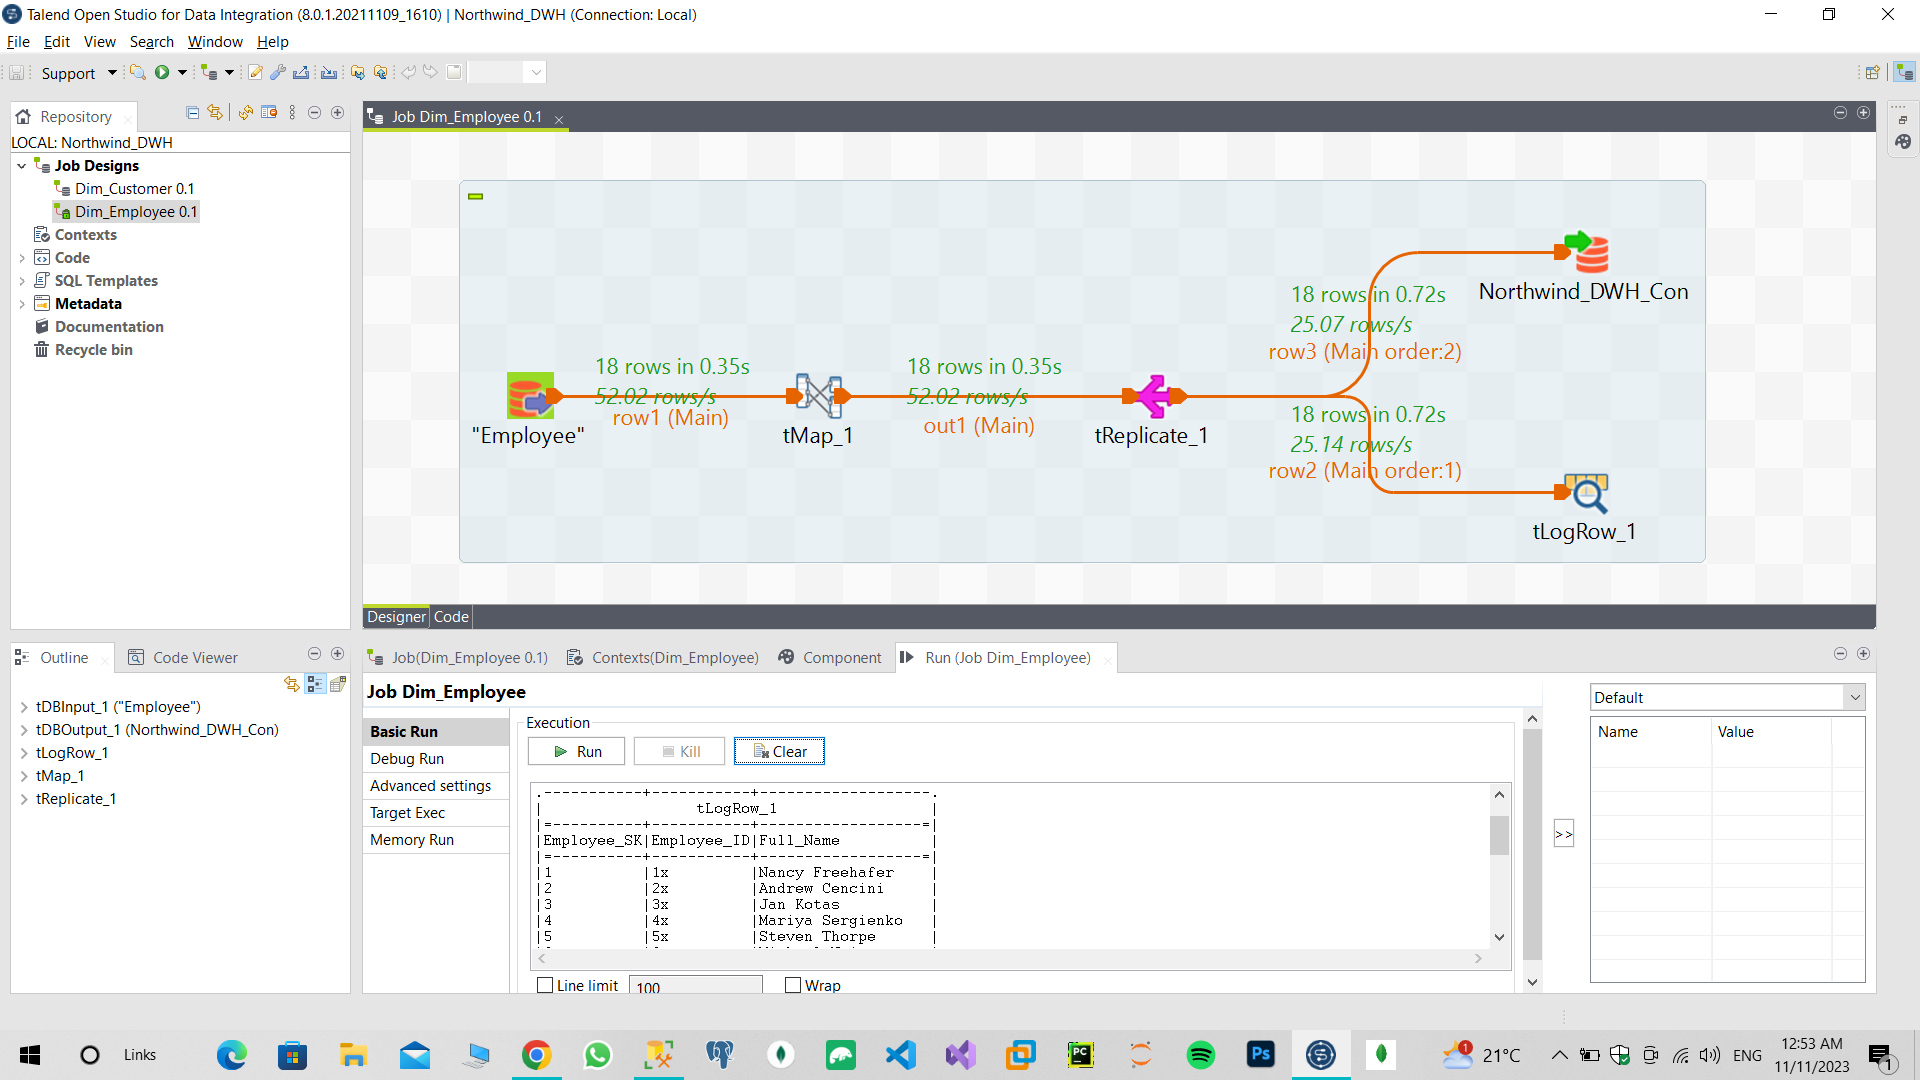 Talend Open Studio for Data Integration (8.0.1.20211109_1610) | Northwind_DWH (Connection: Local)
File Edit View Search Window Help
Support
Repository
LOCAL: Northwind_DWH
Job Designs
Dim_Customer 0.1
Dim_Employee 0.1
Contexts
Code
SQL Templates
Metadata
Documentation
Recycle bin
Job Dim_Employee 0.1
18 rows in 0.35s
52.02 rows/s
row1 (Main)
"Employee"
tMap_1
18 rows in 0.35s
52.02 rows/s
out1 (Main)
tReplicate_1
18 rows in 0.72s
25.07 rows/s
row3 (Main order:2)
Northwind_DWH_Con
18 rows in 0.72s
25.14 rows/s
row2 (Main order:1)
tLogRow_1
Designer Code
Outline Code Viewer
tDBInput_1 ("Employee")
tDBOutput_1 (Northwind_DWH_Con)
tLogRow_1
tMap_1
tReplicate_1
Job(Dim_Employee 0.1) Contexts(Dim_Employee) Component Run (Job Dim_Employee)
Job Dim_Employee
Basic Run
Debug Run
Advanced settings
Target Exec
Memory Run
Execution
Run Kill Clear
.-----------+-----------+------------------.
| tLogRow_1 |
|=----------+-----------+-----------------=|
|Employee_SK|Employee_ID|Full_Name |
|=----------+-----------+-----------------=|
|1 |1x |Nancy Freehafer |
|2 |2x |Andrew Cencini |
|3 |3x |Jan Kotas |
|4 |4x |Mariya Sergienko |
|5 |5x |Steven Thorpe |
Line limit 100 Wrap
>>
Default
Name Value
Links
PC
Ps
1
21°C
ENG
12:53 AM
11/11/2023
1